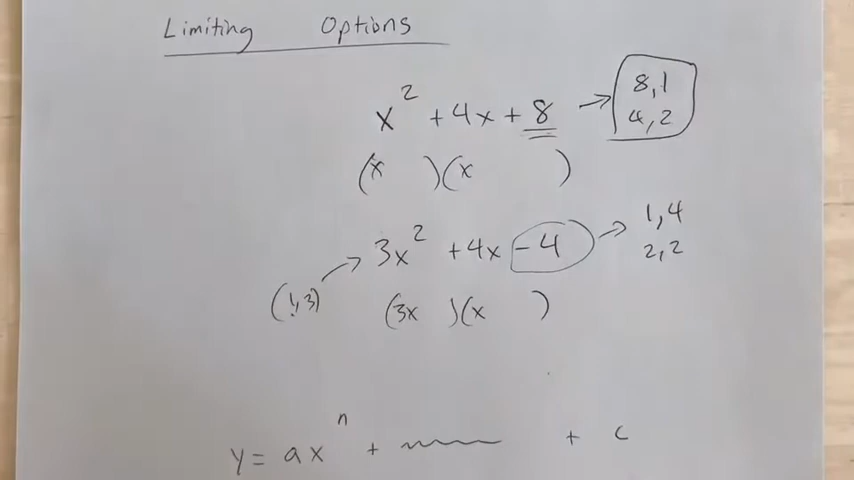 Limiting Options
x² + 4x + 8 → 8,1
4,2
(x )(x )
3x² + 4x - 4 → 1,4
2,2
(1,3) → (3x )(x )
y = ax^n + ~~~ + c